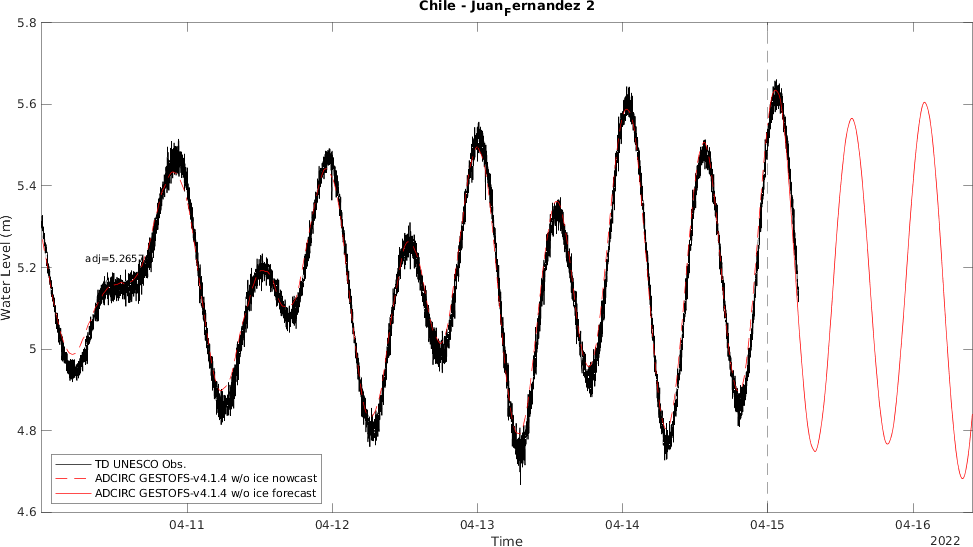 Chile - Juan_Fernandez 2
Water Level (m)
5.8
5.6
5.4
5.2
5
4.8
4.6
adj=5.2657
TD UNESCO Obs.
ADCIRC GESTOFS-v4.1.4 w/o ice nowcast
ADCIRC GESTOFS-v4.1.4 w/o ice forecast
04-11 04-12 04-13 04-14 04-15 04-16
Time
2022